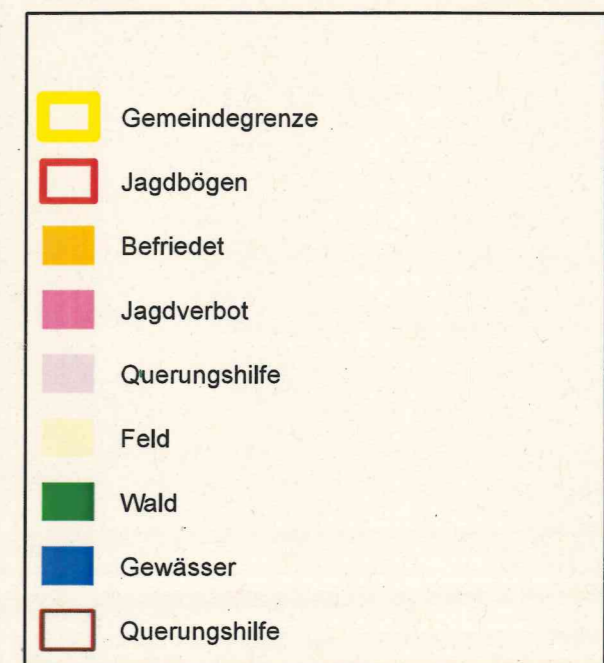 Gemeindegrenze
Jagdbögen
Befriedet
Jagdverbot
Querungshilfe
Feld
Wald
Gewässer
Querungshilfe